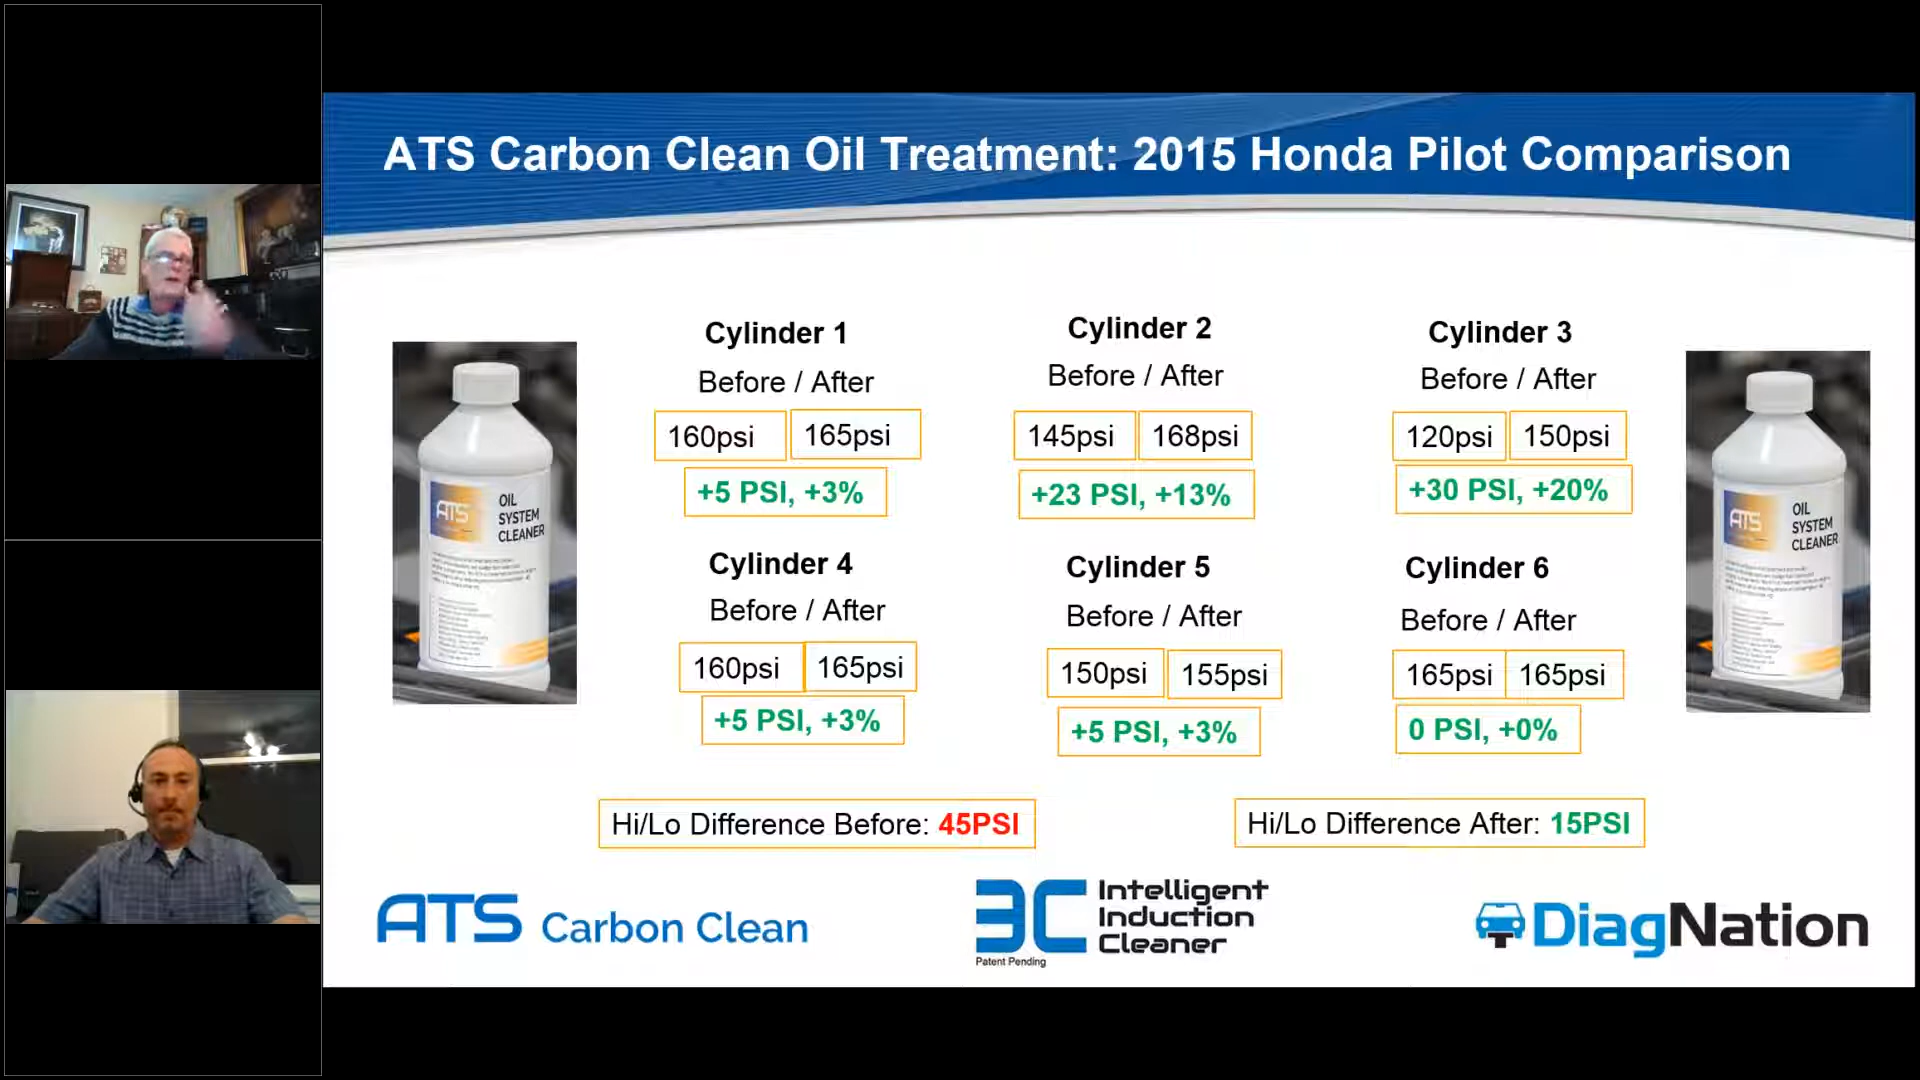 ATS Carbon Clean Oil Treatment: 2015 Honda Pilot Comparison
Cylinder 1
Before / After
160psi 165psi
+5 PSI, +3%
Cylinder 2
Before / After
145psi 168psi
+23 PSI, +13%
Cylinder 3
Before / After
120psi 150psi
+30 PSI, +20%
Cylinder 4
Before / After
160psi 165psi
+5 PSI, +3%
Cylinder 5
Before / After
150psi 155psi
+5 PSI, +3%
Cylinder 6
Before / After
165psi 165psi
0 PSI, +0%
ATS
OIL
SYSTEM
CLEANER
ATS
OIL
SYSTEM
CLEANER
Hi/Lo Difference Before: 45PSI
Hi/Lo Difference After: 15PSI
ATS Carbon Clean
3C Intelligent
Induction
Cleaner
Patent Pending
DiagNation